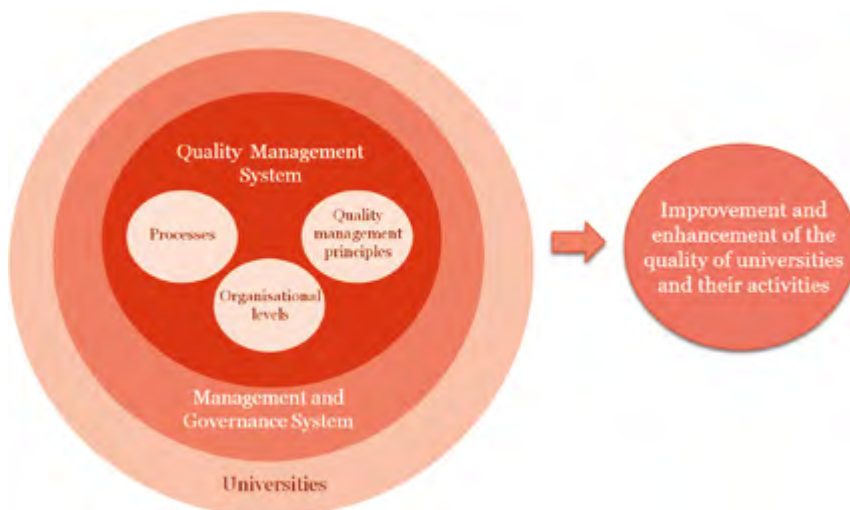 Quality Management
System
Processes
Quality
management
principles
Organisational
levels
Management and
Governance System
Universities
Improvement and
enhancement of the
quality of universities
and their activities